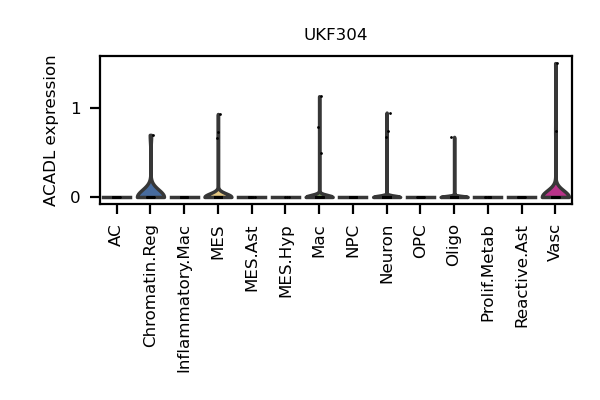 UKF304
ACADL expression
1
0
AC
Chromatin.Reg
Inflammatory.Mac
MES
MES.Ast
MES.Hyp
Mac
NPC
Neuron
OPC
Oligo
Prolif.Metab
Reactive.Ast
Vasc